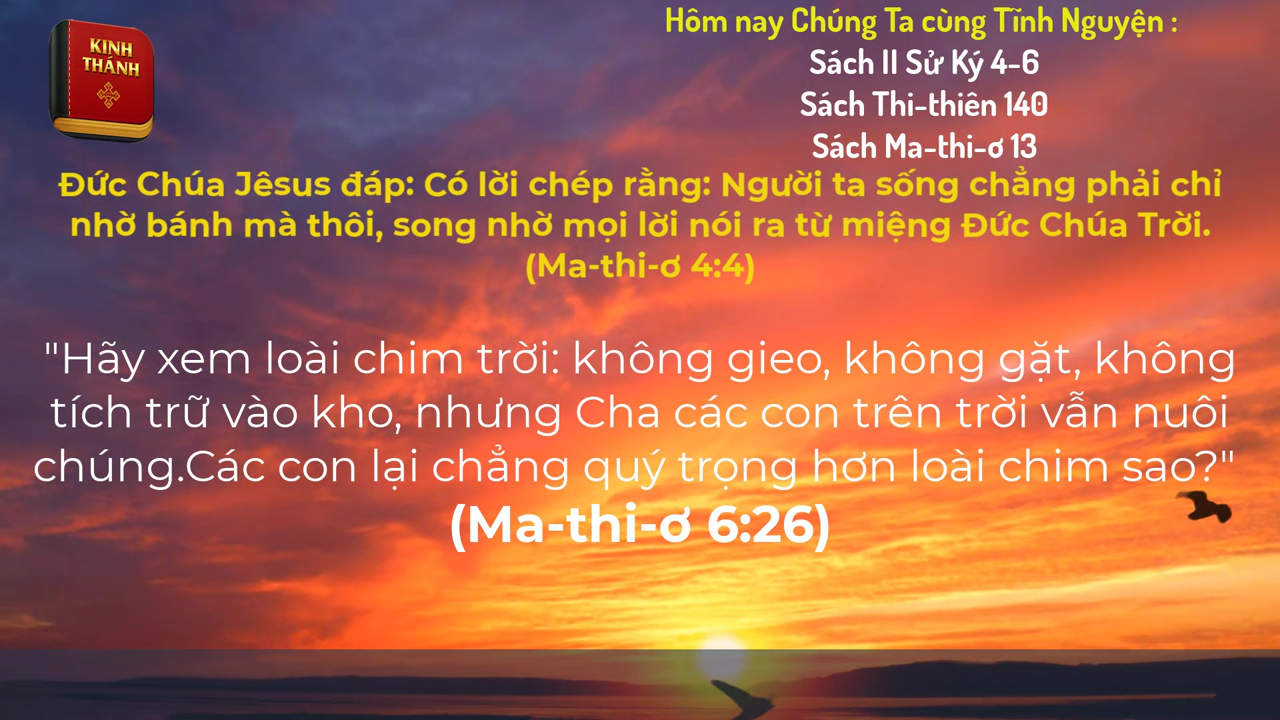 KINH
THÁNH
Hôm nay Chúng Ta cùng Tĩnh Nguyện :
Sách II Sử Ký 4-6
Sách Thi-thiên 140
Sách Ma-thi-ơ 13
Đức Chúa Jêsus đáp: Có lời chép rằng: Người ta sống chẳng phải chỉ
nhờ bánh mà thôi, song nhờ mọi lời nói ra từ miệng Đức Chúa Trời.
(Ma-thi-ơ 4:4)
"Hãy xem loài chim trời: không gieo, không gặt, không
tích trữ vào kho, nhưng Cha các con trên trời vẫn nuôi
chúng.Các con lại chẳng quý trọng hơn loài chim sao?"
(Ma-thi-ơ 6:26)